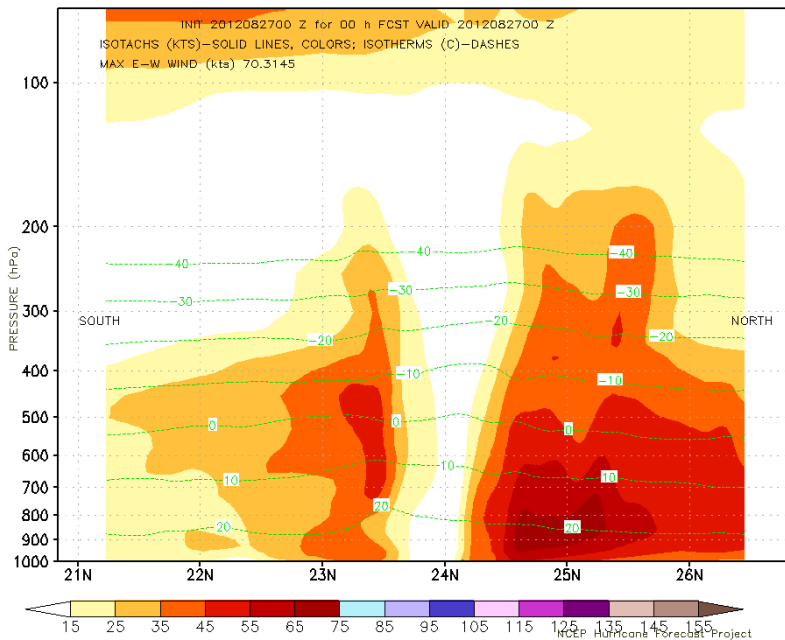 INIT 2012082700 Z for 00 h FCST VALID 2012082700 Z
ISOTACHS (KTS)-SOLID LINES, COLORS; ISOTHERMS (C)-DASHES
MAX E-W WIND (kts) 70.3145
100
200
-40 -40 -40
-30 -30 -30
PRESSURE (hPa)
300
SOUTH NORTH
-20 -20 -20
400
-10 -10
500
0 0 0
600
10 10 10
700
20
800
20 20
900
1000
21N 22N 23N 24N 25N 26N
15 25 35 45 55 65 75 85 95 105 115 125 135 145 155
NCEP Hurricane Forecast Project